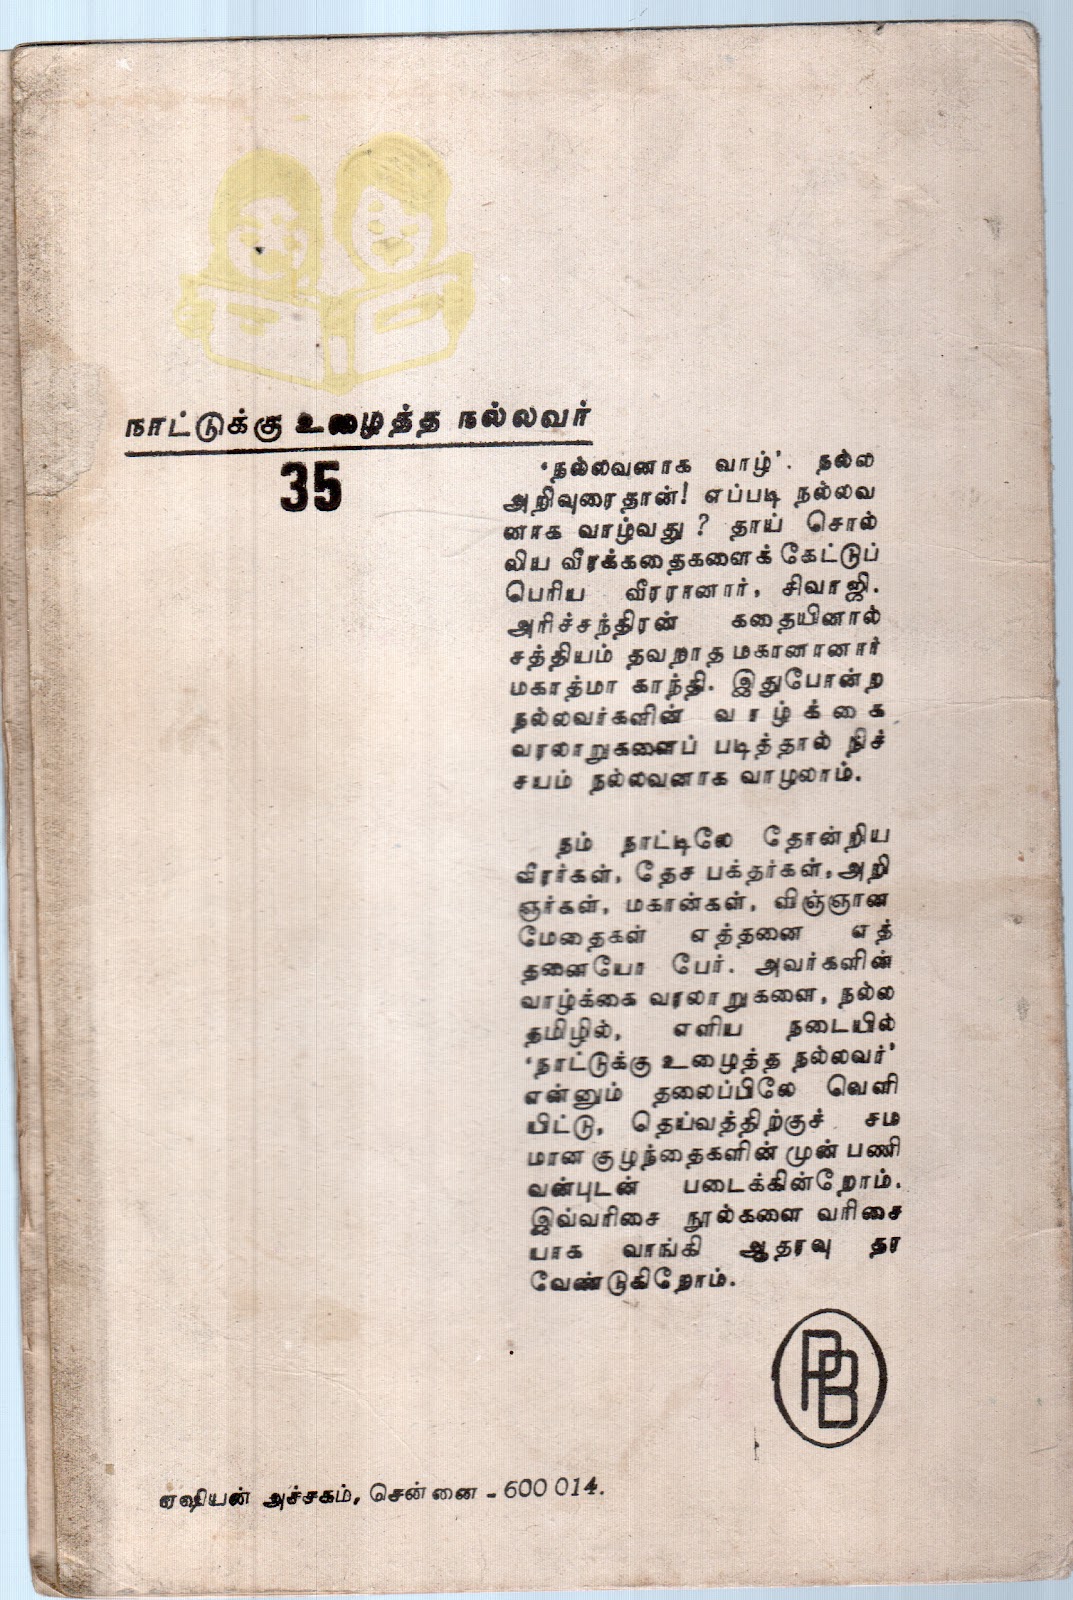 நாட்டுக்கு உழைத்த நல்லவர்
35
'நல்லவனாக வாழ்'. நல்ல
அறிவுரைதான்! எப்படி நல்லவ
னாக வாழ்வது? தாய் சொல்
லிய வீரக்கதைகளைக் கேட்டுப்
பெரிய வீரரானார், சிவாஜி.
அரிச்சந்திரன் கதையினால்
சத்தியம் தவறாத மகானானார்
மகாத்மா காந்தி. இதுபோன்ற
நல்லவர்களின் வாழ்க்கை
வரலாறுகளைப் படித்தால் நிச்
சயம் நல்லவனாக வாழலாம்.
நம் நாட்டிலே தோன்றிய
வீரர்கள், தேச பக்தர்கள், அறி
ஞர்கள், மகான்கள், விஞ்ஞான
மேதைகள் எத்தனை எத்
தனையோ பேர். அவர்களின்
வாழ்க்கை வரலாறுகளை, நல்ல
தமிழில், எளிய நடையில்
'நாட்டுக்கு உழைத்த நல்லவர்'
என்னும் தலைப்பிலே வெளி
யிட்டு, தெய்வத்திற்குச் சம
மான குழந்தைகளின் முன் பணி
வன்புடன் படைக்கின்றோம்.
இவ்வரிசை நூல்களை வரிசை
யாக வாங்கி ஆதரவு தர
வேண்டுகிறோம்.
PB
ஏஷியன் அச்சகம், சென்னை - 600 014.